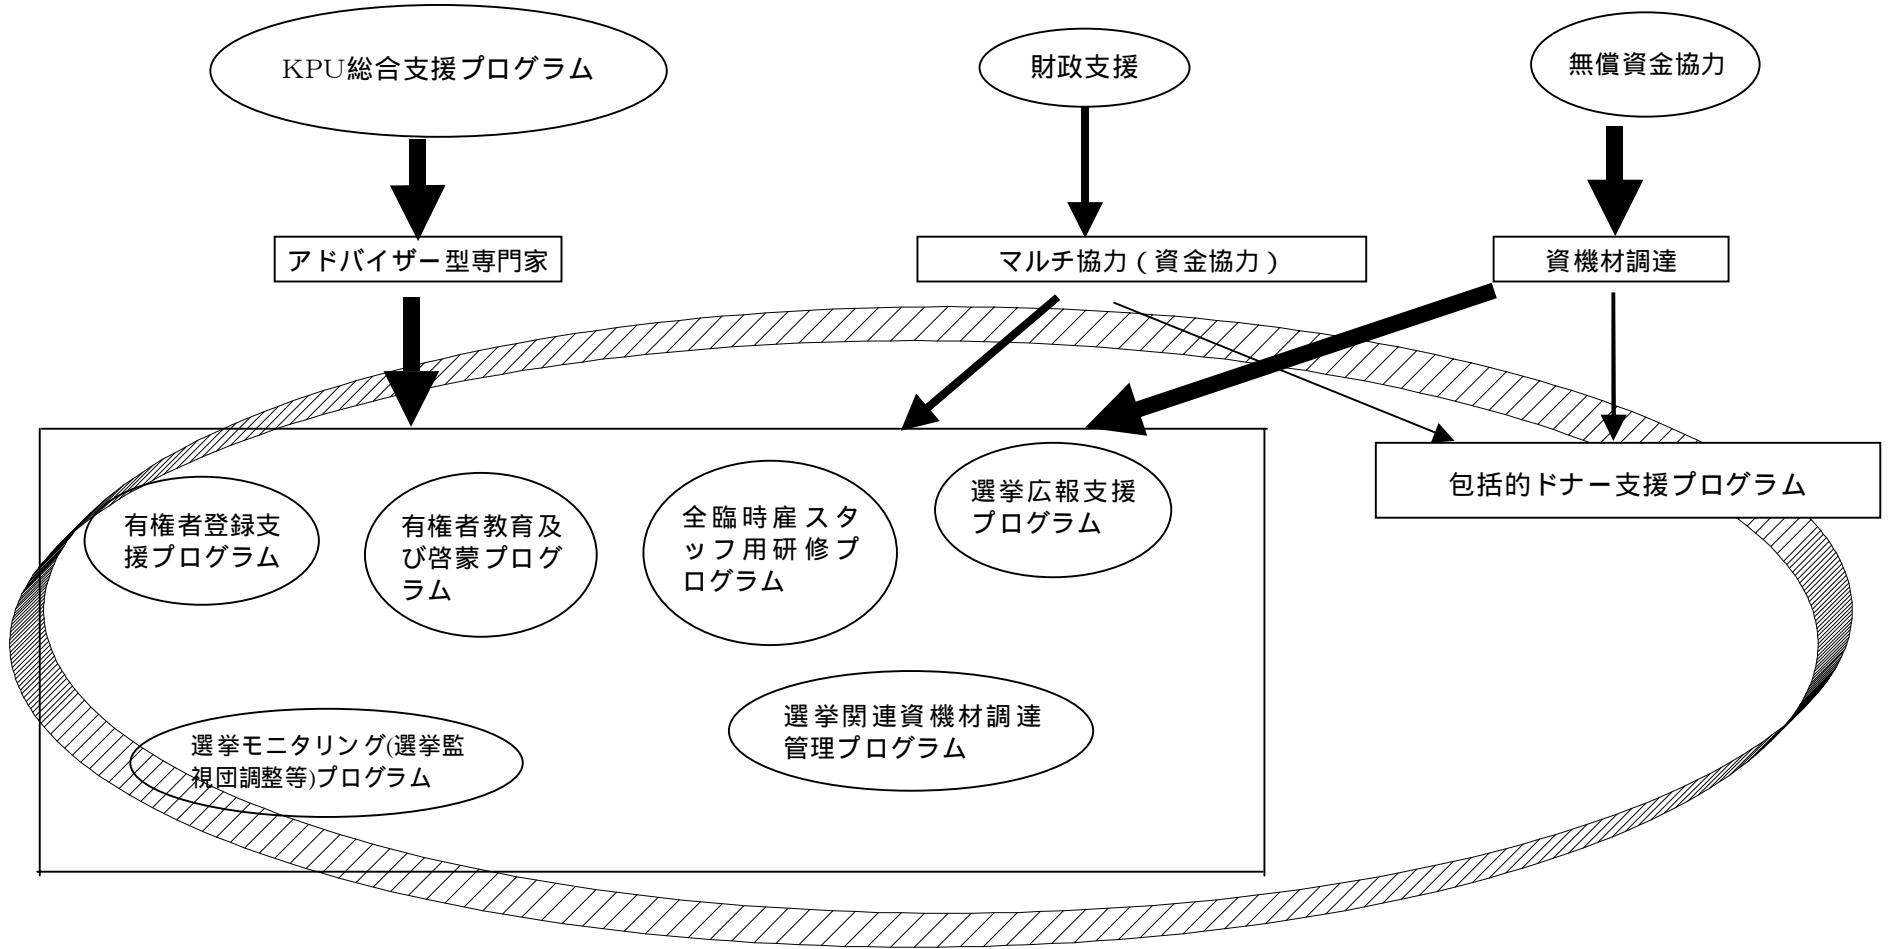 KPU総合支援プログラム
財政支援
無償資金協力
アドバイザー型専門家
マルチ協力(資金協力)
資機材調達
包括的ドナー支援プログラム
有権者登録支
援プログラム
有権者教育及
び啓蒙プログ
ラム
全臨時雇スタ
ッフ用研修プ
ログラム
選挙広報支援
プログラム
選挙モニタリング(選挙監
視団調整等)プログラム
選挙関連資機材調達
管理プログラム